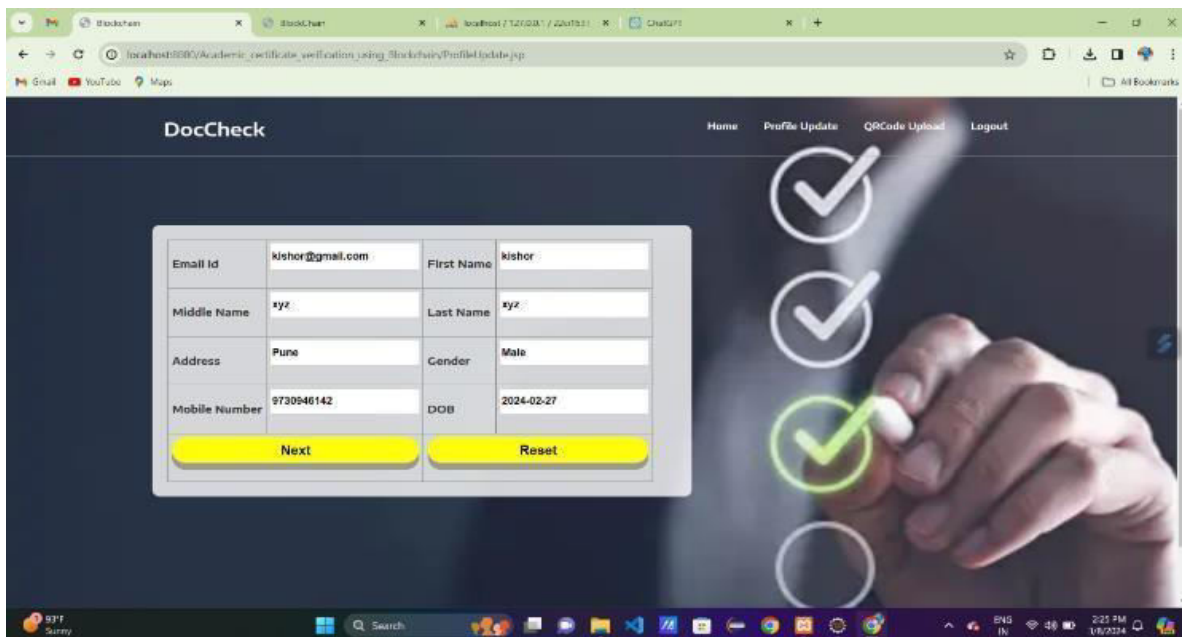 Blockchain
BlockChain
ChatGPT
localhost:8080/Academic_certificate_verification_using_Blockchain/ProfileUpdate.jsp
Gmail YouTube Maps
All Bookmarks
DocCheck
Home Profile Update QRCode Upload Logout
Email Id kishor@gmail.com First Name kishor
Middle Name xyz Last Name xyz
Address Pune Gender Male
Mobile Number 9730946142 DOB 2024-02-27
Next Reset
93°F
Sunny
Search
ENG
IN
2:25 PM